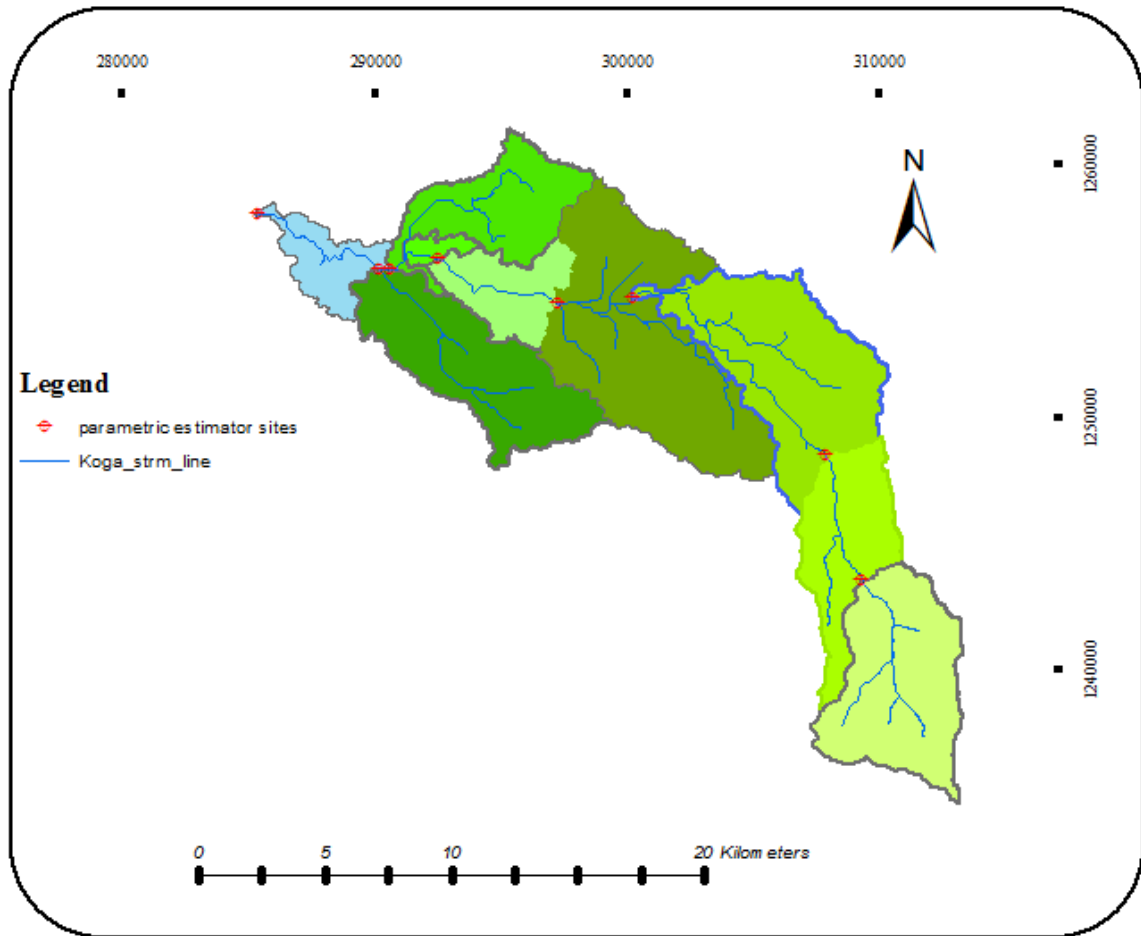 280000 290000 300000 310000
N
1260000
1250000
1240000
Legend
parametric estimator sites
Koga_strm_line
0 5 10 20 Kilometers